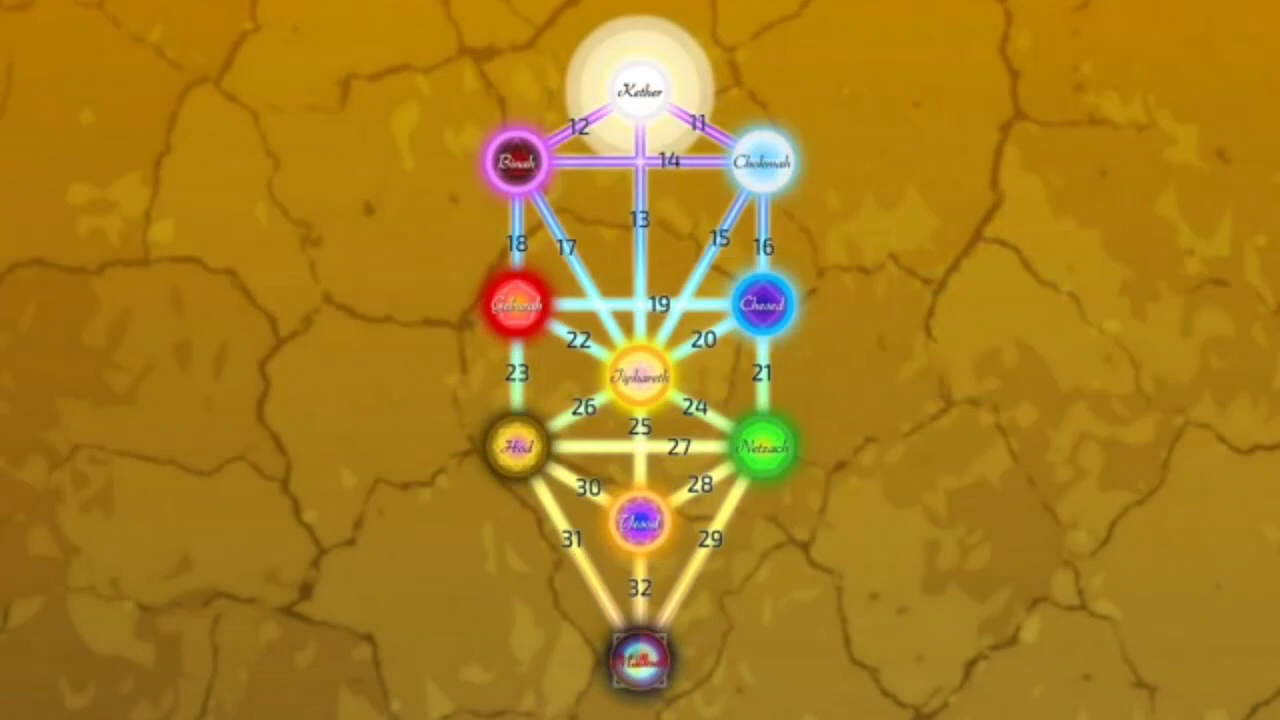 Kether
12
11
Binah
14
Chokmah
13
18
17
15
16
Geburah
19
Chesed
22
20
23
Tiphareth
21
26
24
25
Hod
27
Netzach
30
28
Yesod
31
29
32